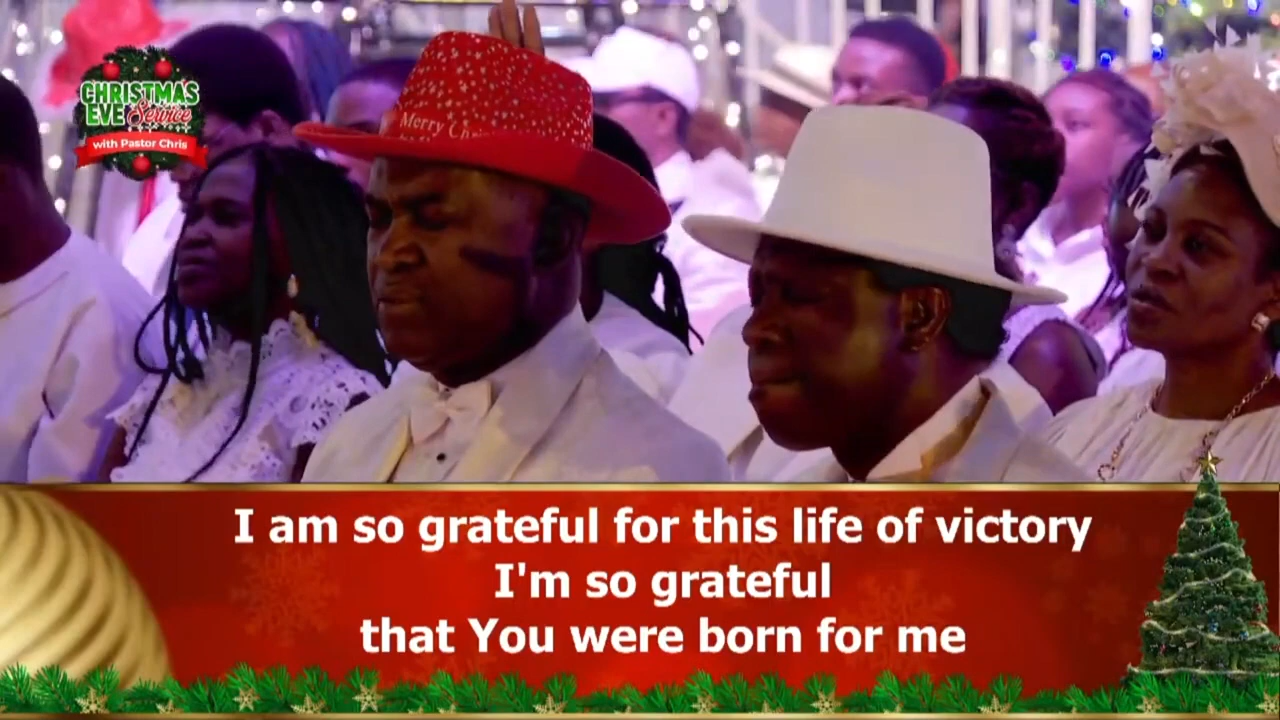 CHRISTMAS
EVE Service
with Pastor Chris
Merry
I am so grateful for this life of victory
I'm so grateful
that You were born for me